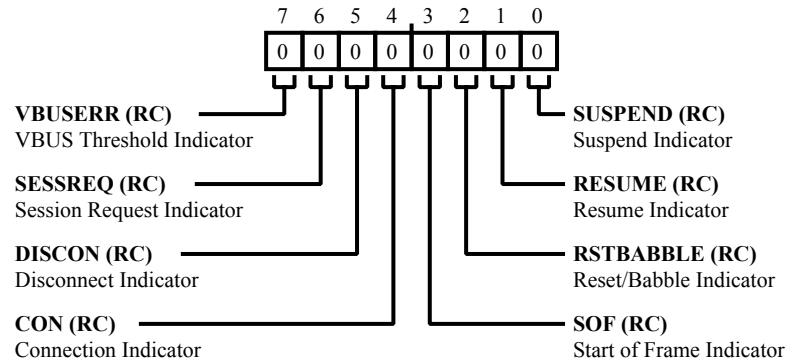 7 6 5 4 3 2 1 0
0 0 0 0 0 0 0 0
VBUSERR (RC)
VBUS Threshold Indicator
SESSREQ (RC)
Session Request Indicator
DISCON (RC)
Disconnect Indicator
CON (RC)
Connection Indicator
SUSPEND (RC)
Suspend Indicator
RESUME (RC)
Resume Indicator
RSTBABBLE (RC)
Reset/Babble Indicator
SOF (RC)
Start of Frame Indicator